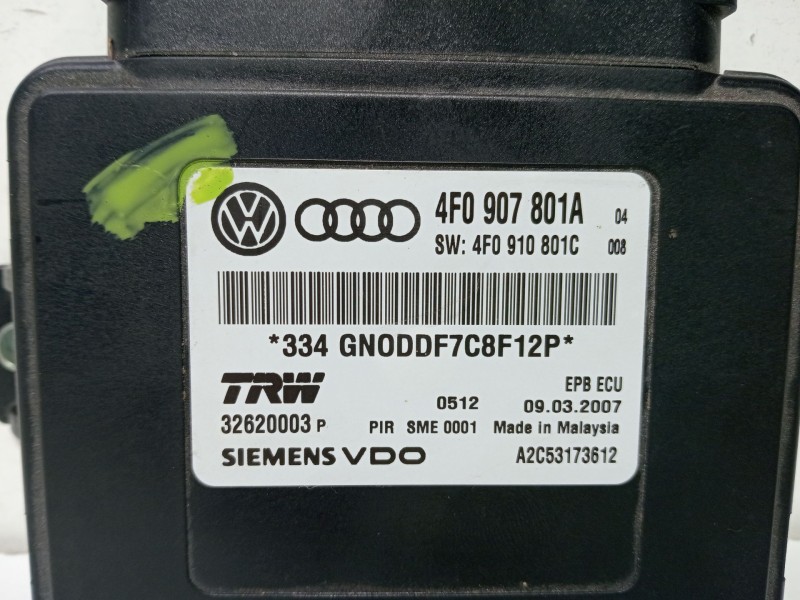 4F0 907 801A 04
SW: 4F0 910 801C 008
*334 GNODDF7C8F12P*
TRW EPB ECU
0512 09.03.2007
32620003 P PIR SME 0001 Made in Malaysia
SIEMENS VDO A2C53173612